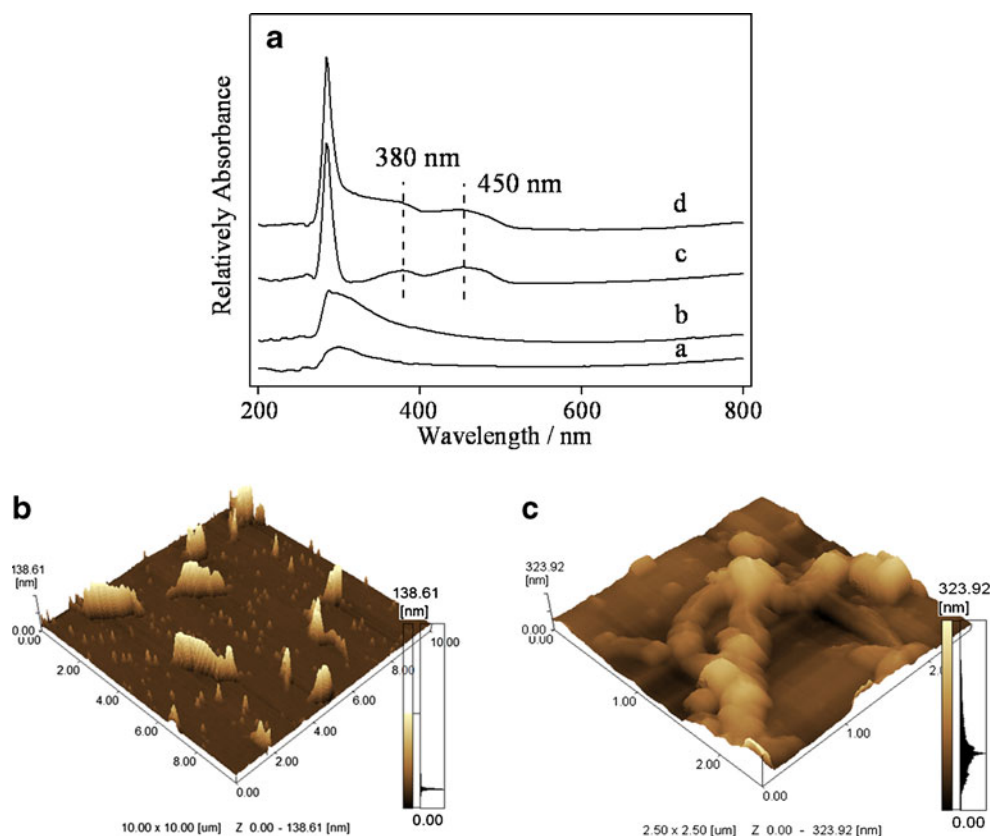 a
Relatively Absorbance
380 nm
450 nm
d
c
b
a
200 400 600 800
Wavelength / nm
b
138.61
[nm]
0.00
0.00
2.00
4.00
6.00
8.00
0.00
2.00
4.00
6.00
8.00
10.00
138.61
[nm]
0.00
10.00 x 10.00 [um] Z 0.00 - 138.61 [nm]
c
323.92
[nm]
0.00
0.00
1.00
2.00
0.00
1.00
323.92
[nm]
0.00
2.50 x 2.50 [um] Z 0.00 - 323.92 [nm]